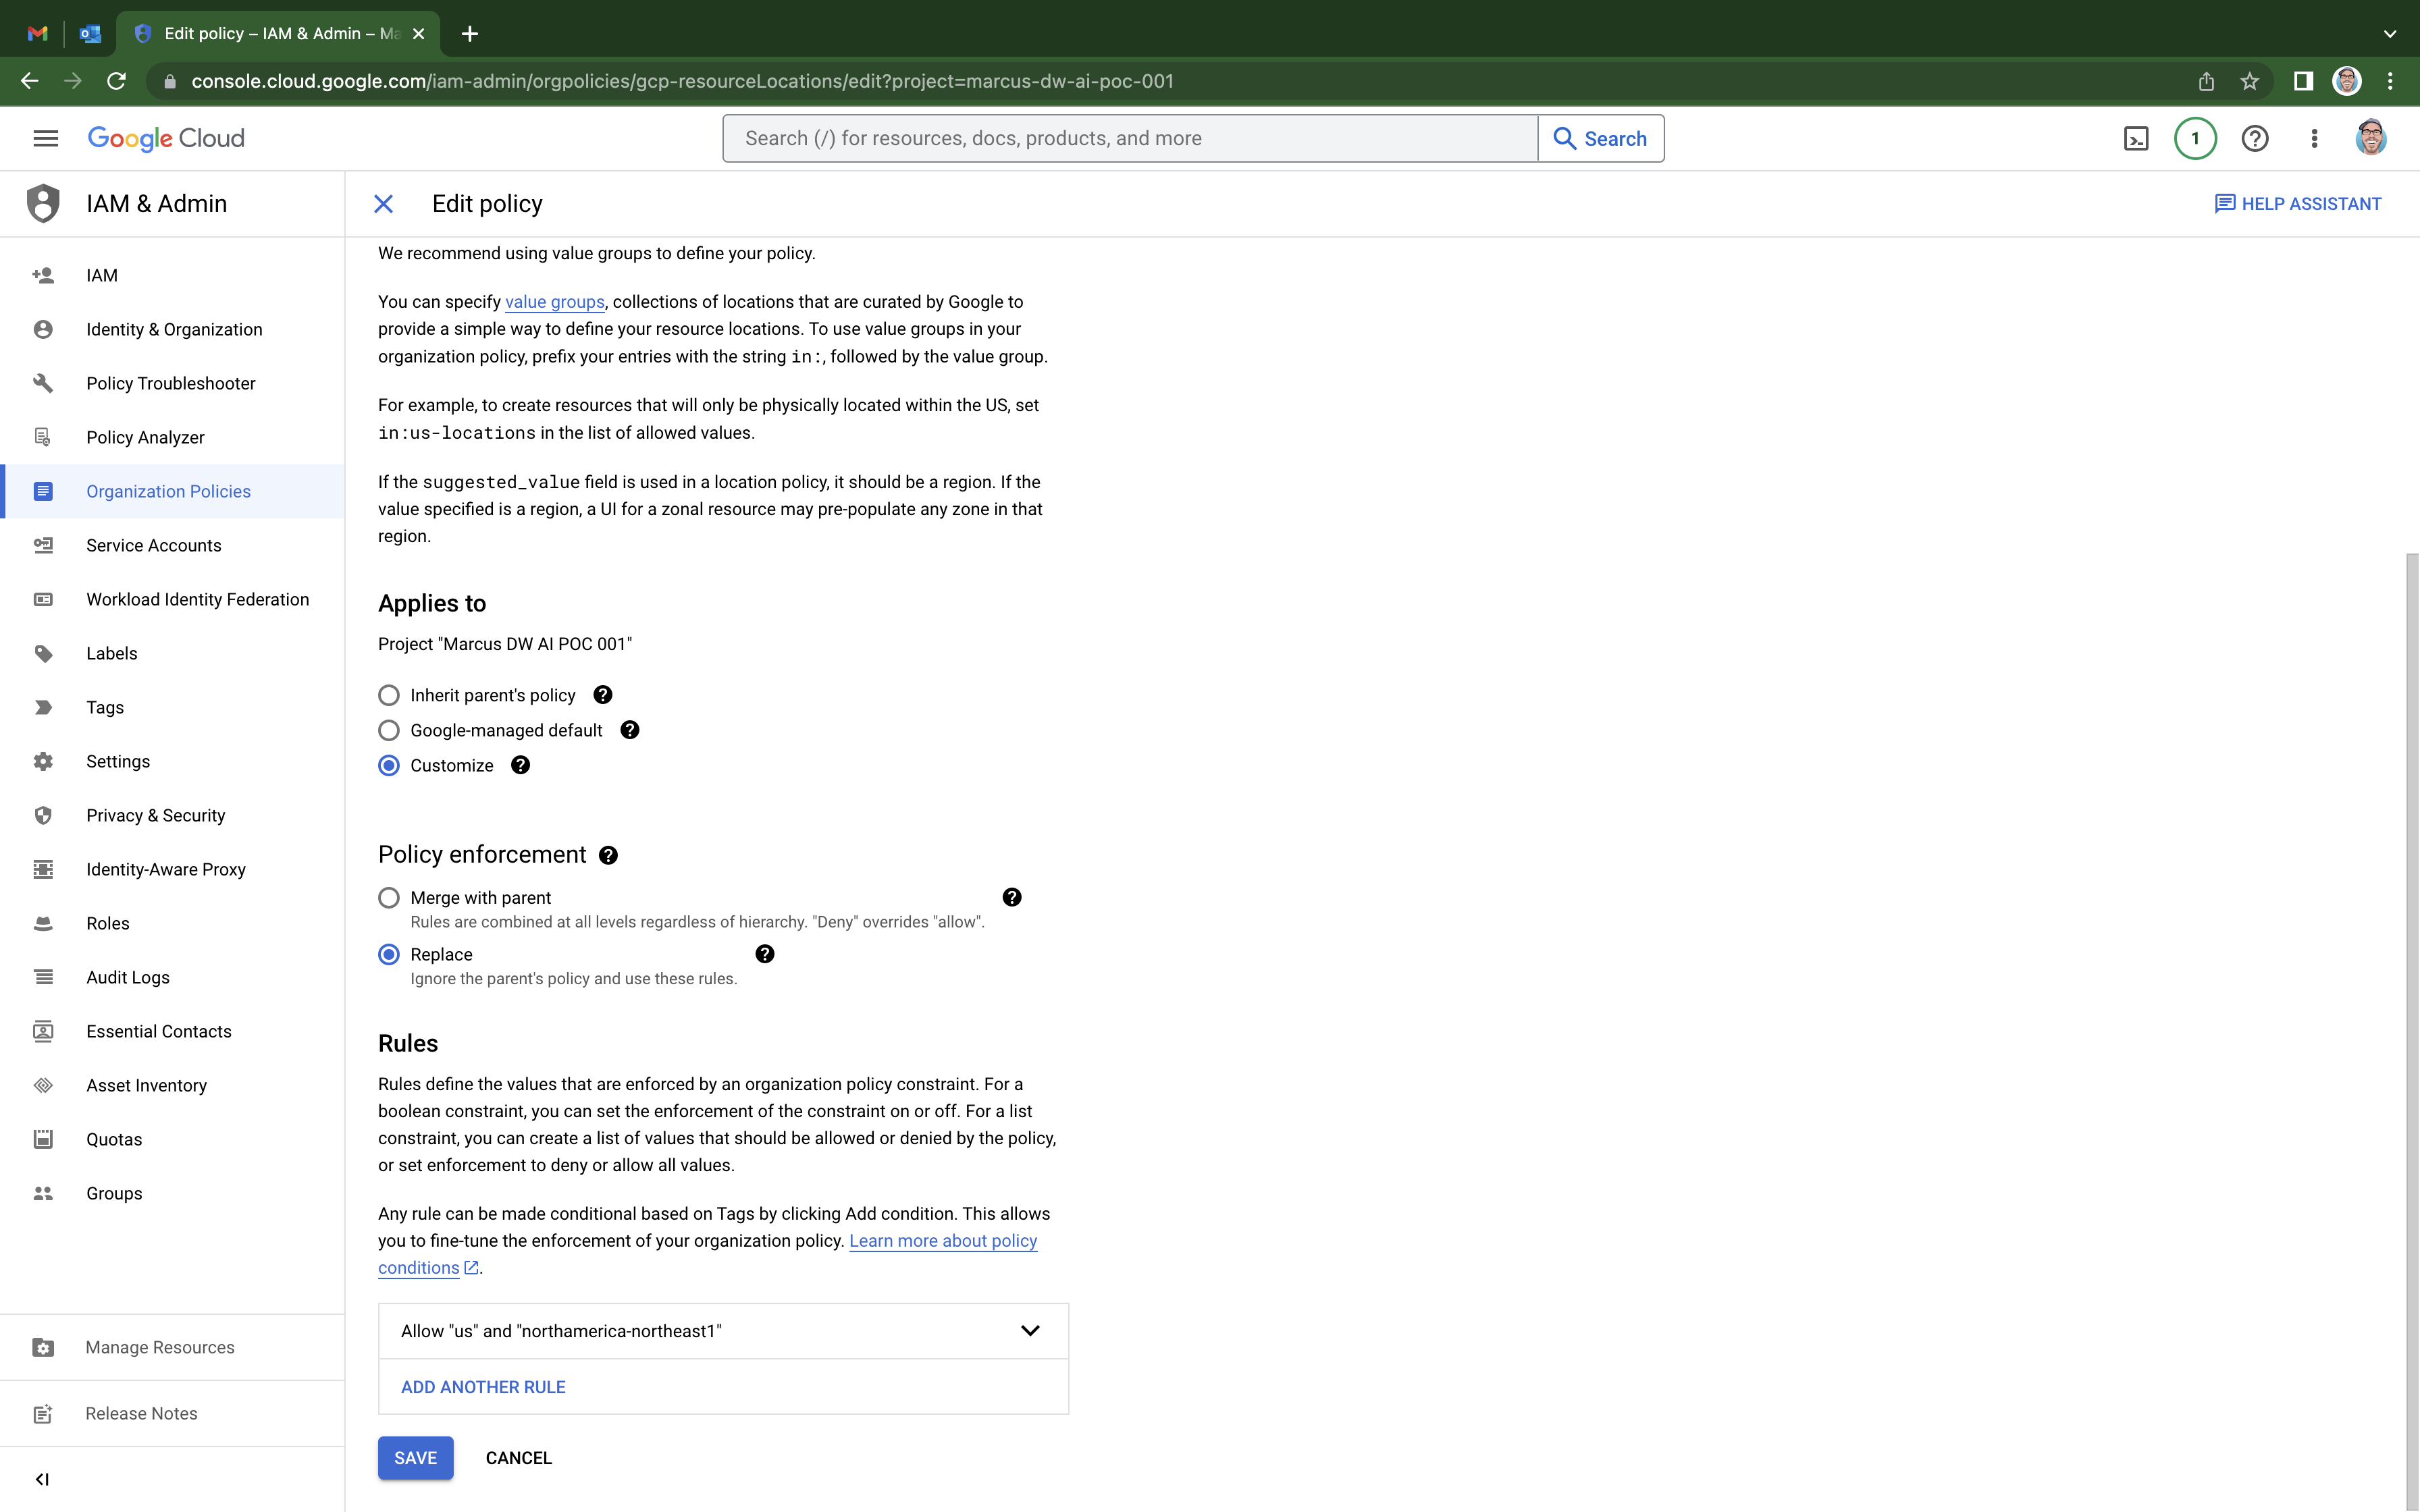 Edit policy – IAM & Admin – Ma
console.cloud.google.com/iam-admin/orgpolicies/gcp-resourceLocations/edit?project=marcus-dw-ai-poc-001
Google Cloud
Search (/) for resources, docs, products, and more
Search
1
IAM & Admin
Edit policy
HELP ASSISTANT
IAM
Identity & Organization
Policy Troubleshooter
Policy Analyzer
Organization Policies
Service Accounts
Workload Identity Federation
Labels
Tags
Settings
Privacy & Security
Identity-Aware Proxy
Roles
Audit Logs
Essential Contacts
Asset Inventory
Quotas
Groups
Manage Resources
Release Notes
We recommend using value groups to define your policy.
You can specify value groups, collections of locations that are curated by Google to
provide a simple way to define your resource locations. To use value groups in your
organization policy, prefix your entries with the string in:, followed by the value group.
For example, to create resources that will only be physically located within the US, set
in:us-locations in the list of allowed values.
If the suggested_value field is used in a location policy, it should be a region. If the
value specified is a region, a UI for a zonal resource may pre-populate any zone in that
region.
Applies to
Project "Marcus DW AI POC 001"
Inherit parent's policy
Google-managed default
Customize
Policy enforcement
Merge with parent
Rules are combined at all levels regardless of hierarchy. "Deny" overrides "allow".
Replace
Ignore the parent's policy and use these rules.
Rules
Rules define the values that are enforced by an organization policy constraint. For a
boolean constraint, you can set the enforcement of the constraint on or off. For a list
constraint, you can create a list of values that should be allowed or denied by the policy,
or set enforcement to deny or allow all values.
Any rule can be made conditional based on Tags by clicking Add condition. This allows
you to fine-tune the enforcement of your organization policy. Learn more about policy
conditions.
Allow "us" and "northamerica-northeast1"
ADD ANOTHER RULE
SAVE
CANCEL